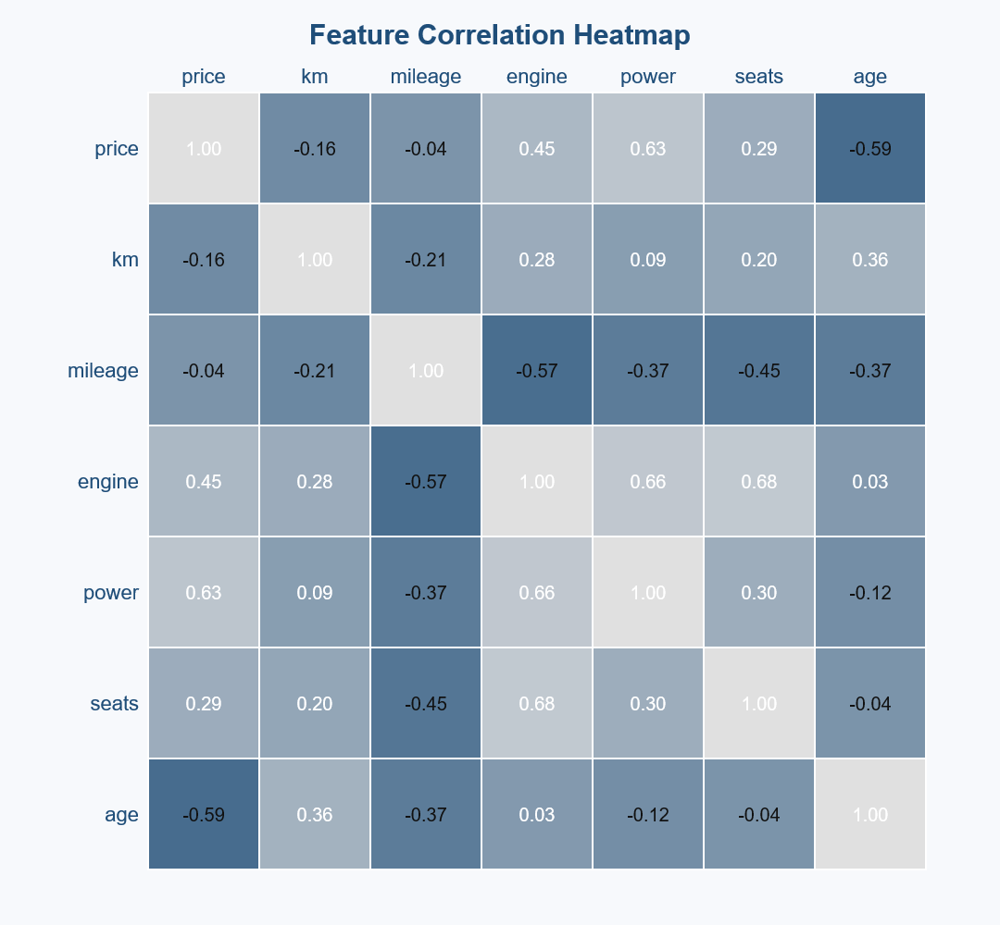 Feature Correlation Heatmap
price km mileage engine power seats age
price 1.00 -0.16 -0.04 0.45 0.63 0.29 -0.59
km -0.16 1.00 -0.21 0.28 0.09 0.20 0.36
mileage -0.04 -0.21 1.00 -0.57 -0.37 -0.45 -0.37
engine 0.45 0.28 -0.57 1.00 0.66 0.68 0.03
power 0.63 0.09 -0.37 0.66 1.00 0.30 -0.12
seats 0.29 0.20 -0.45 0.68 0.30 1.00 -0.04
age -0.59 0.36 -0.37 0.03 -0.12 -0.04 1.00